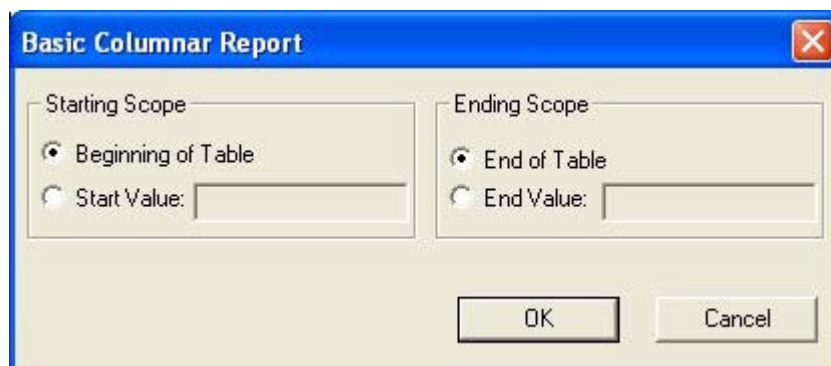 Basic Columnar Report
Starting Scope
Beginning of Table
Start Value:
Ending Scope
End of Table
End Value:
OK
Cancel